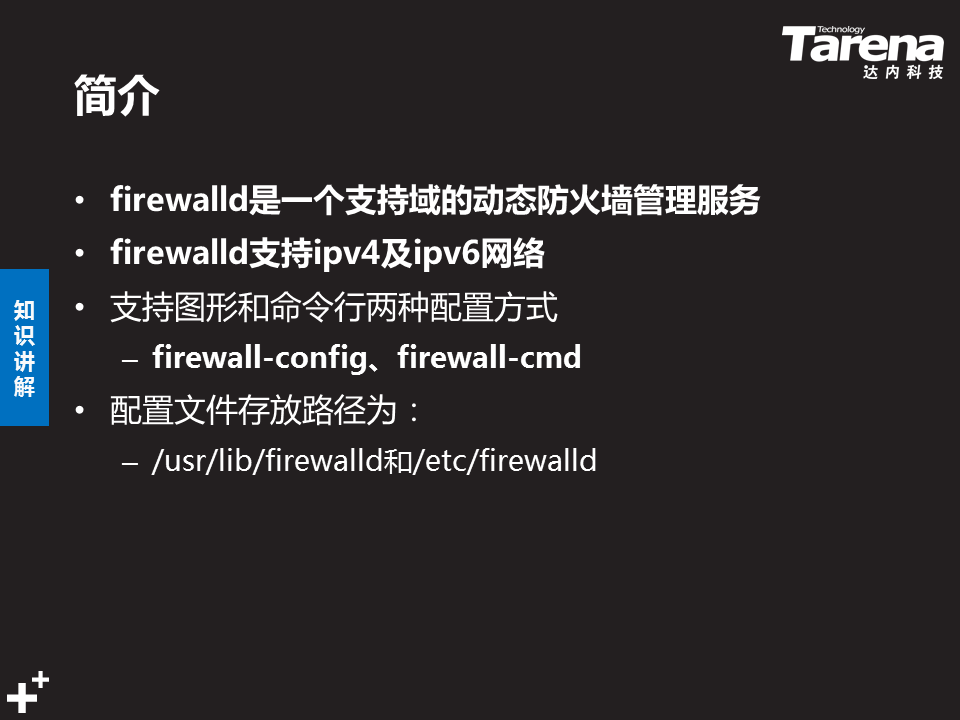 Technology
Tarena
达内科技
简介
• firewalld是一个支持域的动态防火墙管理服务
• firewalld支持ipv4及ipv6网络
• 支持图形和命令行两种配置方式
– firewall-config、firewall-cmd
• 配置文件存放路径为：
– /usr/lib/firewalld和/etc/firewalld
知
识
讲
解